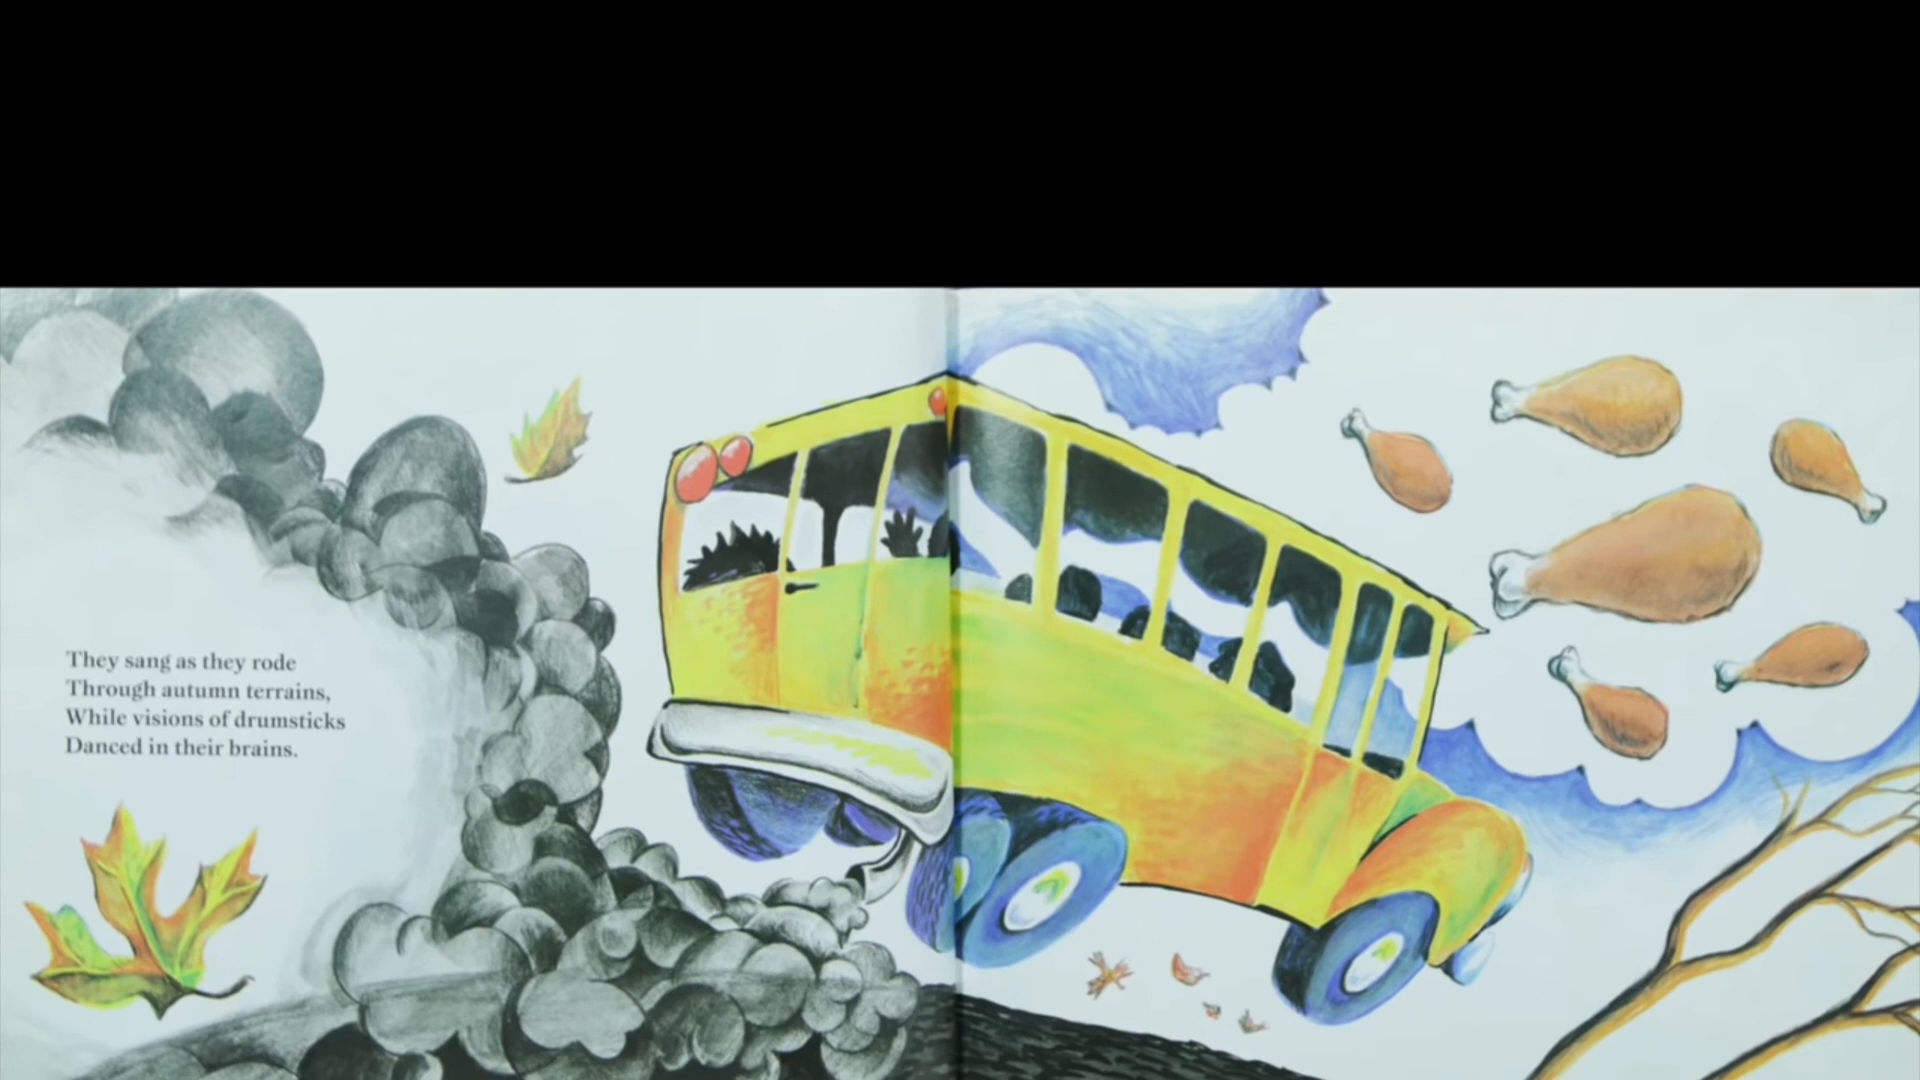 They sang as they rode
Through autumn terrains,
While visions of drumsticks
Danced in their brains.